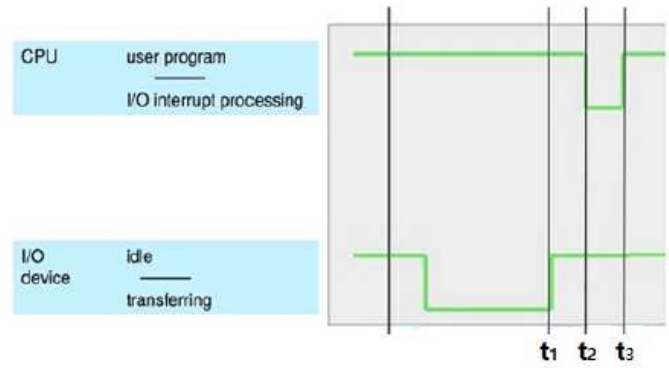 CPU
user program
I/O interrupt processing
I/O
device
idle
transferring
t1 t2 t3